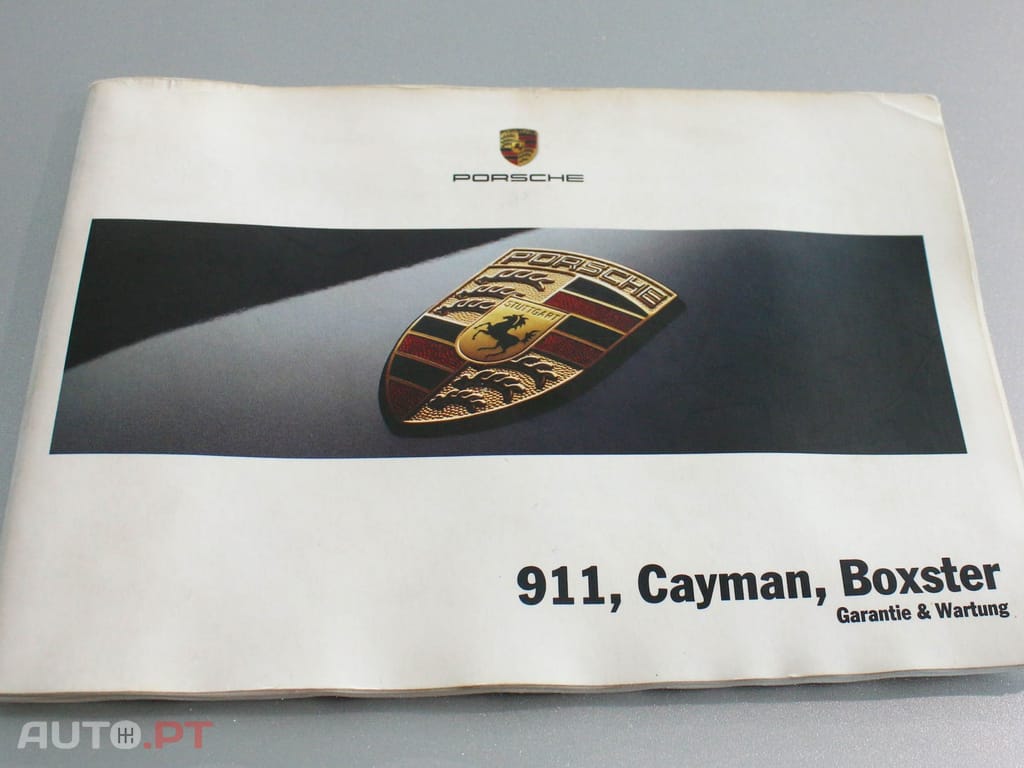 PORSCHE
PORSCHE
STUTTGART
911, Cayman, Boxster
Garantie & Wartung
AUTO.PT